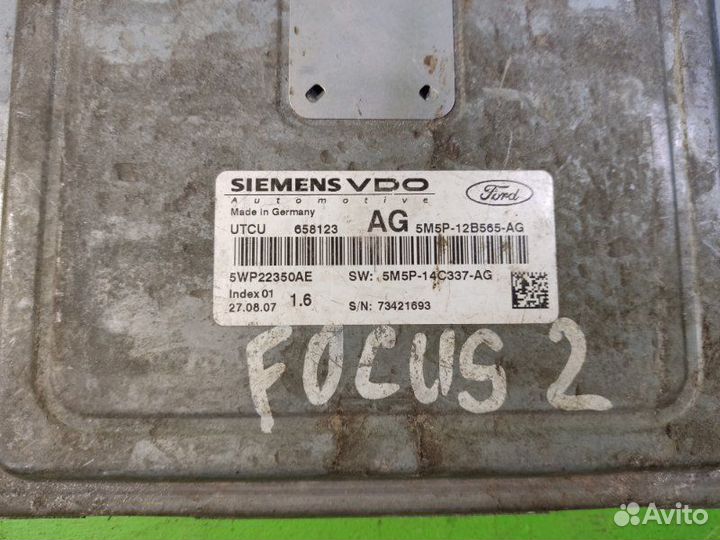 SIEMENS VDO
Automotive
Ford
Made in Germany
UTCU 658123 AG 5M5P-12B565-AG
5WP22350AE SW: 5M5P-14C337-AG
Index 01
27.08.07 1.6 S/N: 73421693
FOCUS 2
Avito